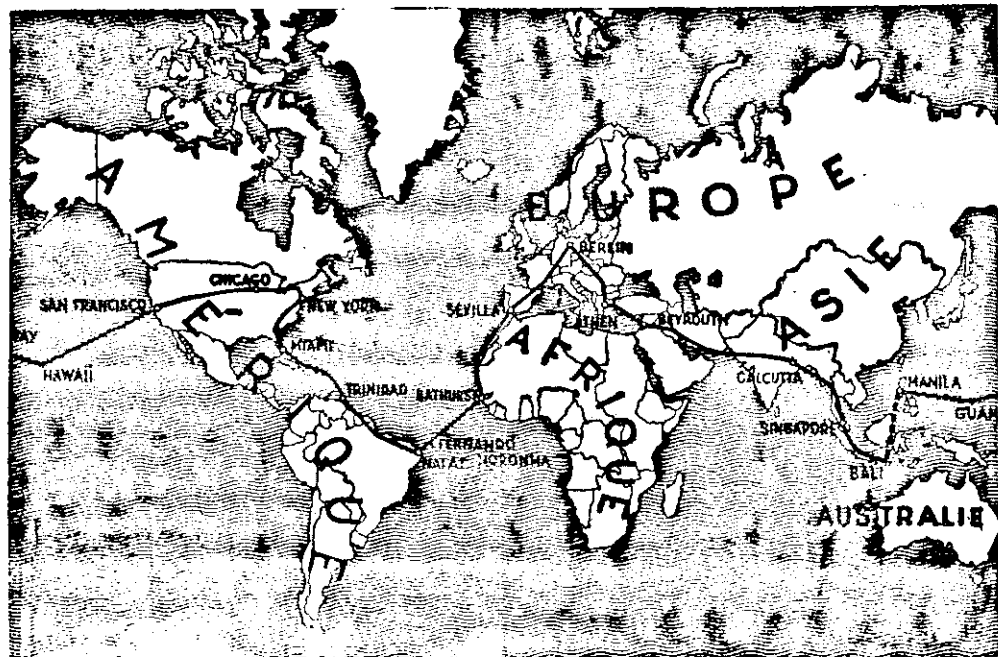 AMERIQUE
EUROPE
ASIE
AFRIQUE
AUSTRALIE
BERLIN
CHICAGO
SAN FRANCISCO
NEW YORK
SEVILLA
ATHEN
BEYROUTH
MIAMI
HAWAII
TRINIDAD
BATHURST
CALCUTTA
MANILA
GUAM
SINGAPORE
FERNANDO
NATAL NORONHA
BALI